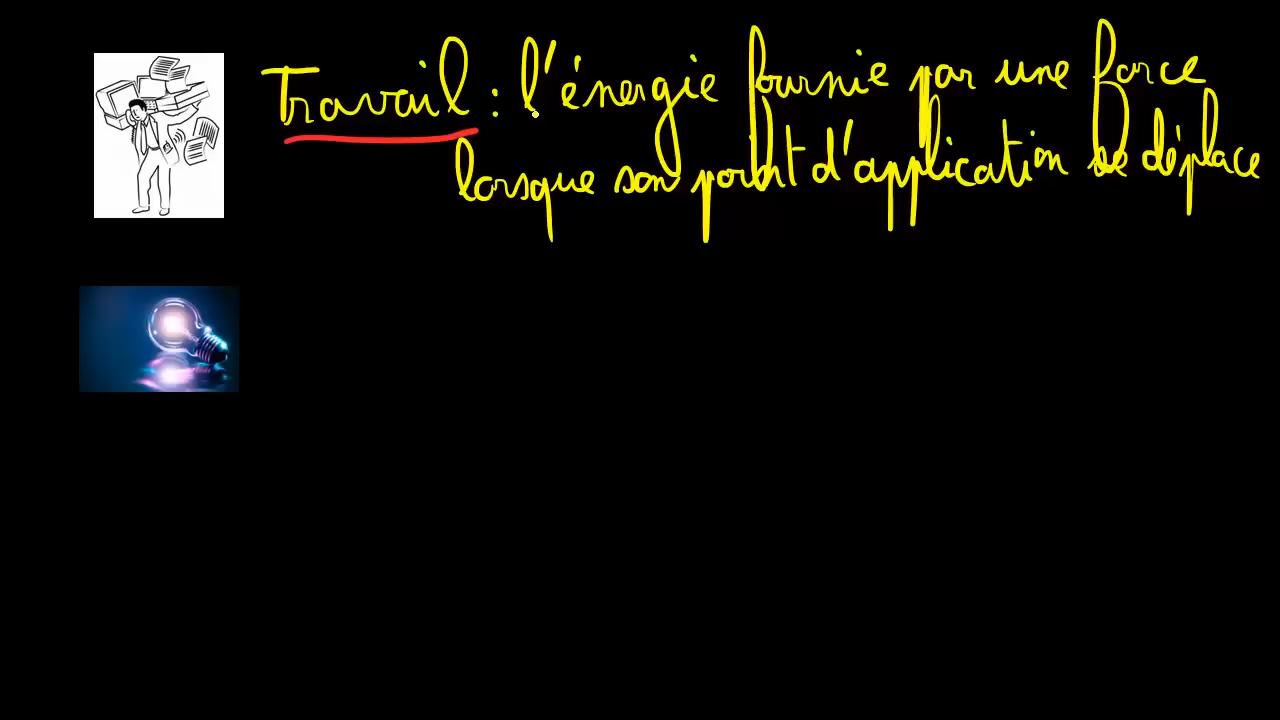 Travail : l'énergie fournie par une force
lorsque son point d'application se déplace